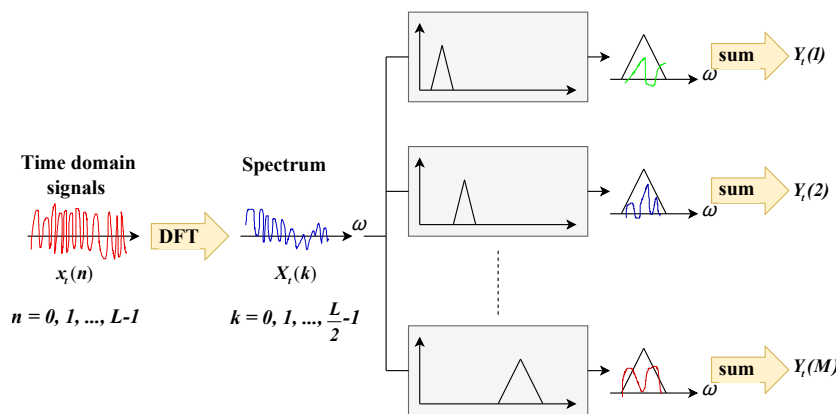 Time domain
signals
x_t(n)
n = 0, 1, ..., L-1
DFT
Spectrum
ω
X_t(k)
k = 0, 1, ..., L/2 -1
ω
sum
Y_t(1)
ω
sum
Y_t(2)
ω
sum
Y_t(M)